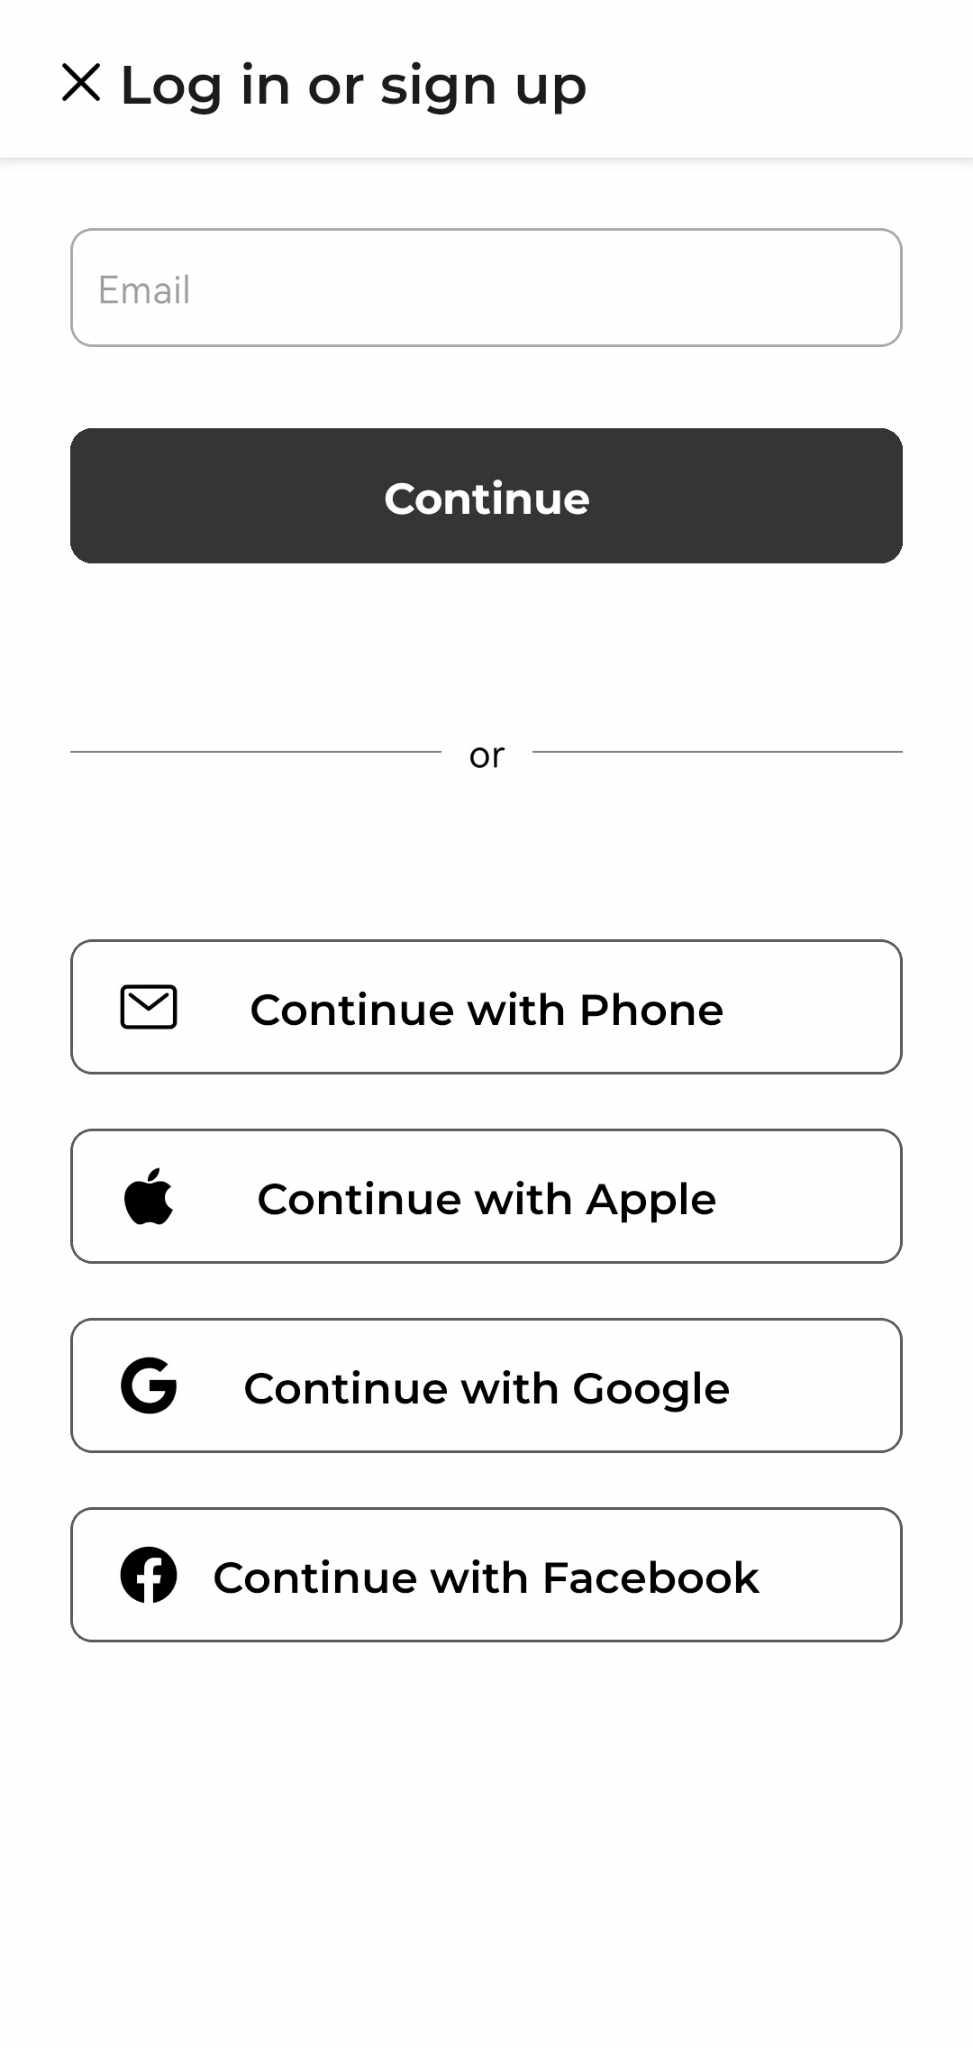 Log in or sign up
Email
Continue
or
Continue with Phone
Continue with Apple
Continue with Google
Continue with Facebook